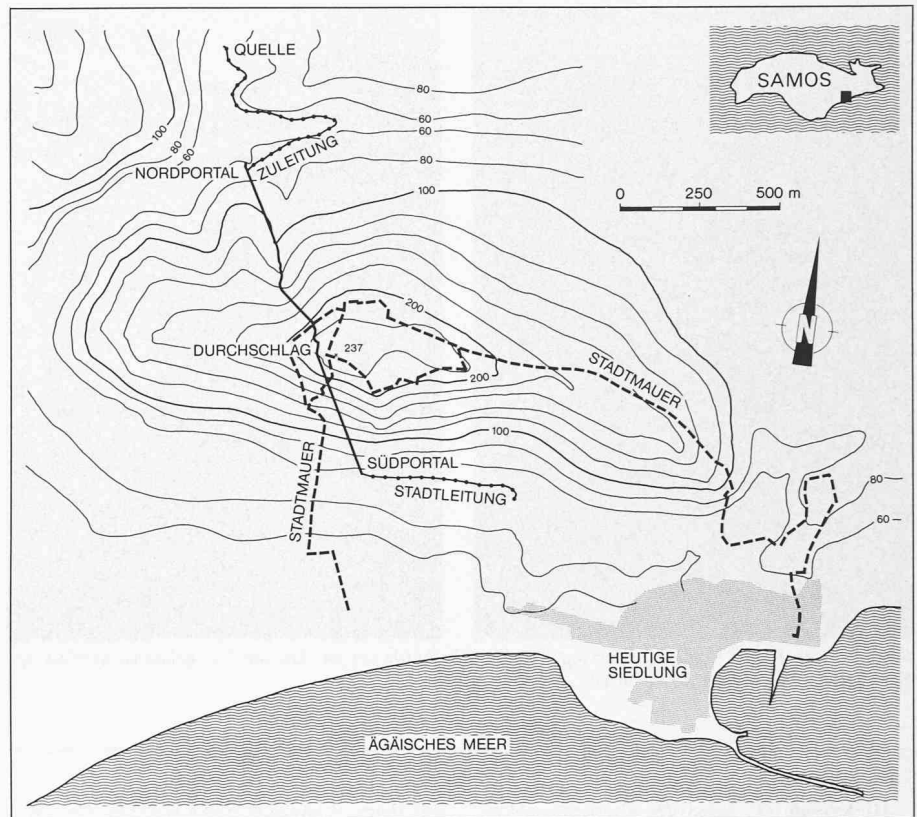 QUELLE
SAMOS
80
60
60
100
80
60
ZULEITUNG
NORDPORTAL
80
100
0 250 500 m
N
200
DURCHSCHLAG
237
200
STADTMAUER
100
SÜDPORTAL
STADTLEITUNG
STADTMAUER
80
60
HEUTIGE
SIEDLUNG
ÄGÄISCHES MEER